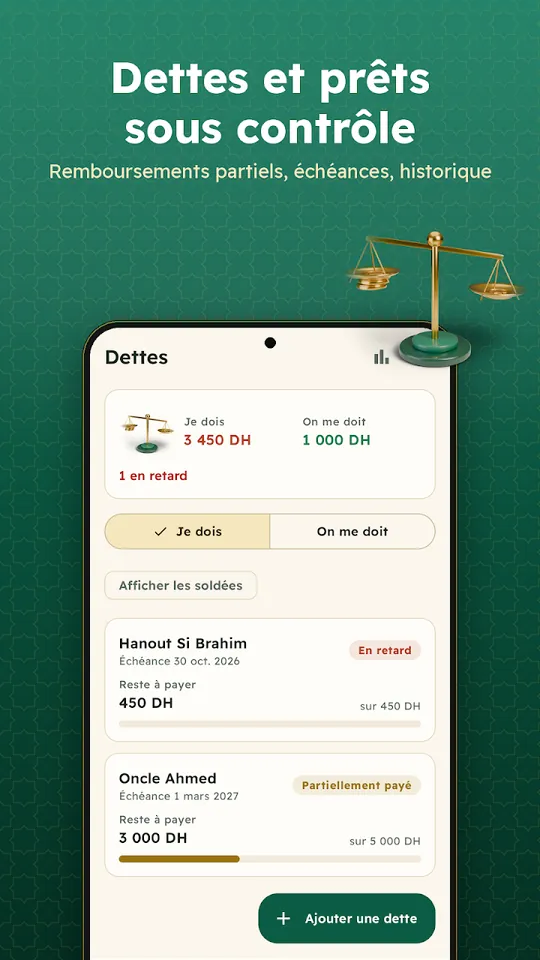 Dettes et prêts
sous contrôle
Remboursements partiels, échéances, historique
Dettes
Je dois
On me doit
3 450 DH
1 000 DH
1 en retard
Je dois
On me doit
Afficher les soldées
Hanout Si Brahim
En retard
Échéance 30 oct. 2026
Reste à payer
450 DH
sur 450 DH
Oncle Ahmed
Partiellement payé
Échéance 1 mars 2027
Reste à payer
3 000 DH
sur 5 000 DH
Ajouter une dette